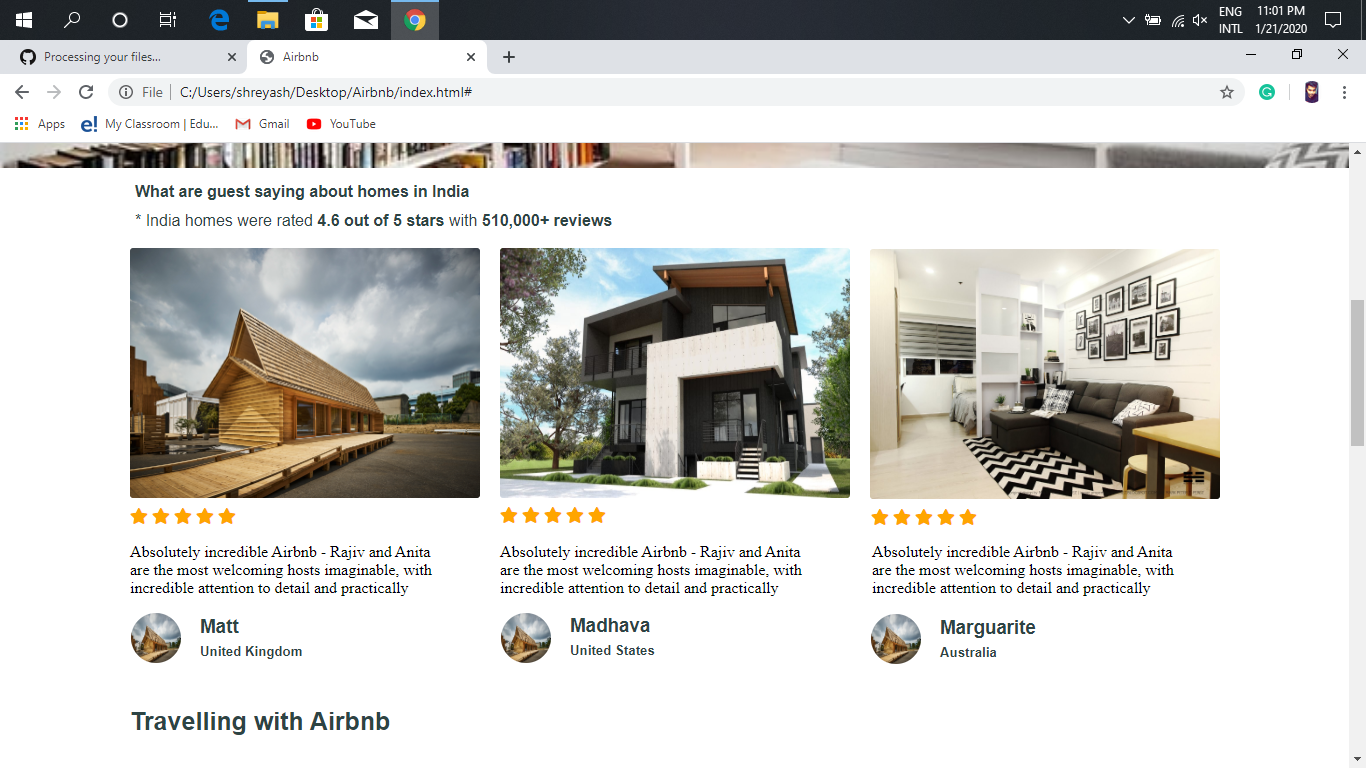 ENG
INTL
11:01 PM
1/21/2020
Processing your files...
Airbnb
File
C:/Users/shreyash/Desktop/Airbnb/index.html#
Apps
e! My Classroom | Edu...
Gmail
YouTube
What are guest saying about homes in India
* India homes were rated 4.6 out of 5 stars with 510,000+ reviews
Absolutely incredible Airbnb - Rajiv and Anita
are the most welcoming hosts imaginable, with
incredible attention to detail and practically
Absolutely incredible Airbnb - Rajiv and Anita
are the most welcoming hosts imaginable, with
incredible attention to detail and practically
Absolutely incredible Airbnb - Rajiv and Anita
are the most welcoming hosts imaginable, with
incredible attention to detail and practically
Matt
United Kingdom
Madhava
United States
Marguarite
Australia
Travelling with Airbnb